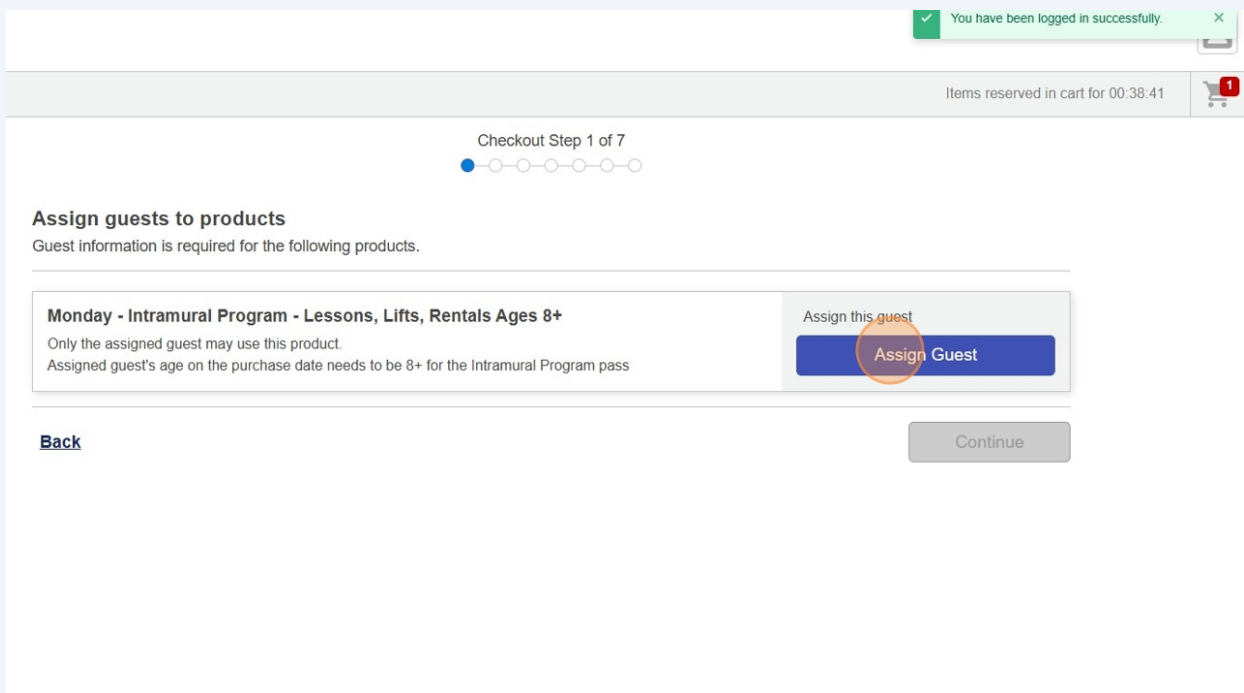 You have been logged in successfully. ×
Items reserved in cart for 00:38:41
1
Checkout Step 1 of 7
Assign guests to products
Guest information is required for the following products.
Monday - Intramural Program - Lessons, Lifts, Rentals Ages 8+
Only the assigned guest may use this product.
Assigned guest's age on the purchase date needs to be 8+ for the Intramural Program pass
Assign this guest
Assign Guest
Back
Continue